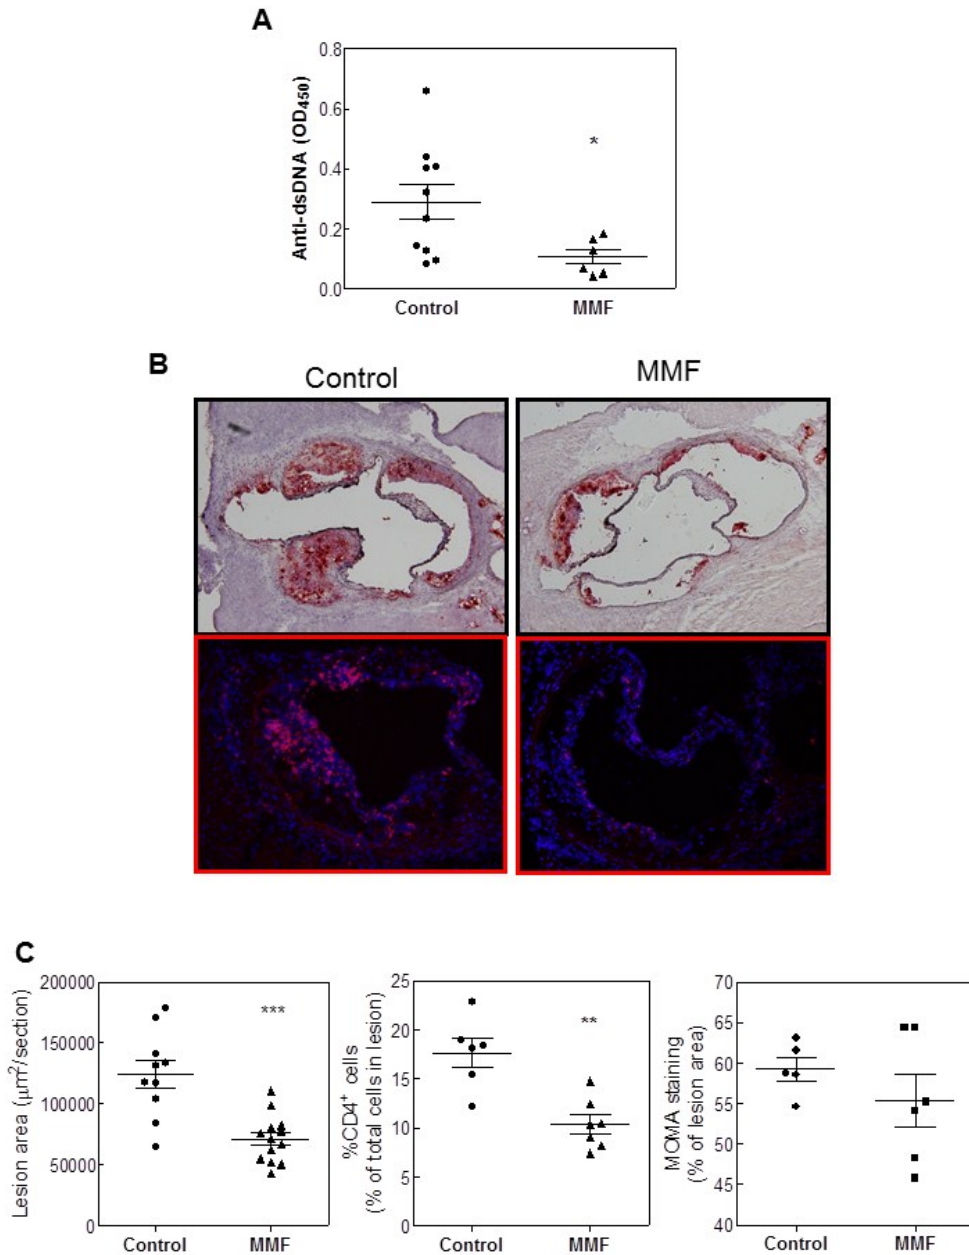 A
Anti-dsDNA (OD450)
0.8
0.6
0.4
0.2
0.0
*
Control
MMF
B
Control
MMF
C
Lesion area (μm²/section)
200000
150000
100000
50000
0
***
Control
MMF
%CD4⁺ cells
(% of total cells in lesion)
25
20
15
10
5
0
**
Control
MMF
MOMA staining
(% of lesion area)
70
65
60
55
50
45
40
Control
MMF